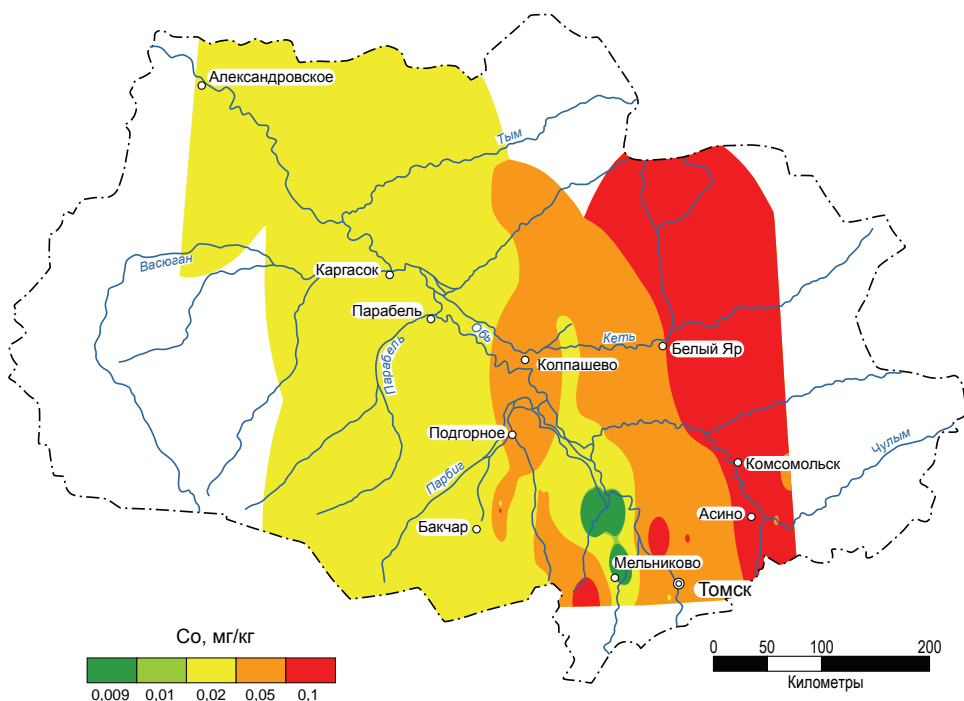 Александровское
Тым
Васюган
Каргасок
Парабель
Обь
Кеть
Белый Яр
Колпашево
Парабель
Подгорное
Чулым
Комсомольск
Парбиг
Асино
Бакчар
Мельниково
Томск
Co, мг/кг
0,009 0,01 0,02 0,05 0,1
0 50 100 200
Километры